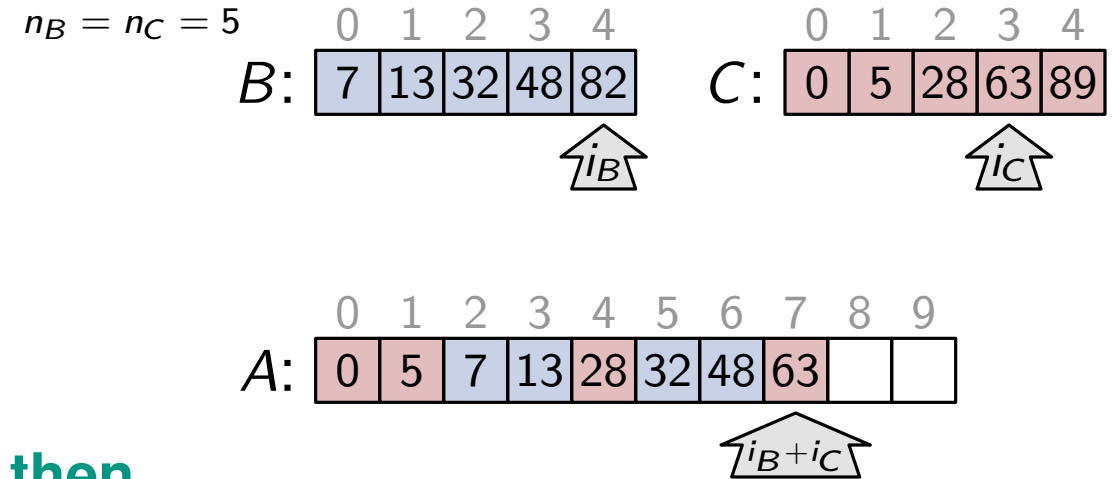 n_B = n_C = 5
0 1 2 3 4
B: 7 13 32 48 82
i_B
0 1 2 3 4
C: 0 5 28 63 89
i_C
0 1 2 3 4 5 6 7 8 9
A: 0 5 7 13 28 32 48 63
i_B+i_C
then